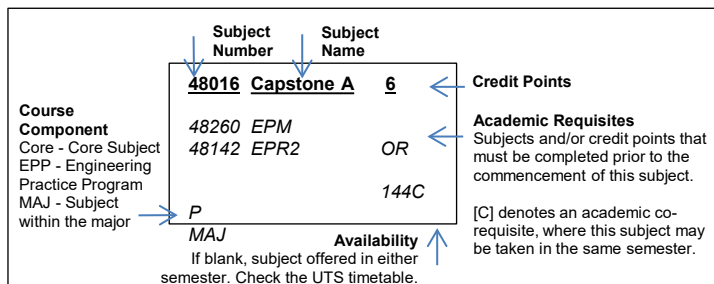 Subject Number
Subject Name
48016 Capstone A 6
Credit Points
48260 EPM
48142 EPR2 OR
144C
P
MAJ
Course
Component
Core - Core Subject
EPP - Engineering
Practice Program
MAJ - Subject
within the major
Academic Requisites
Subjects and/or credit points that
must be completed prior to the
commencement of this subject.
[C] denotes an academic co-
requisite, where this subject may
be taken in the same semester.
Availability
If blank, subject offered in either
semester. Check the UTS timetable.